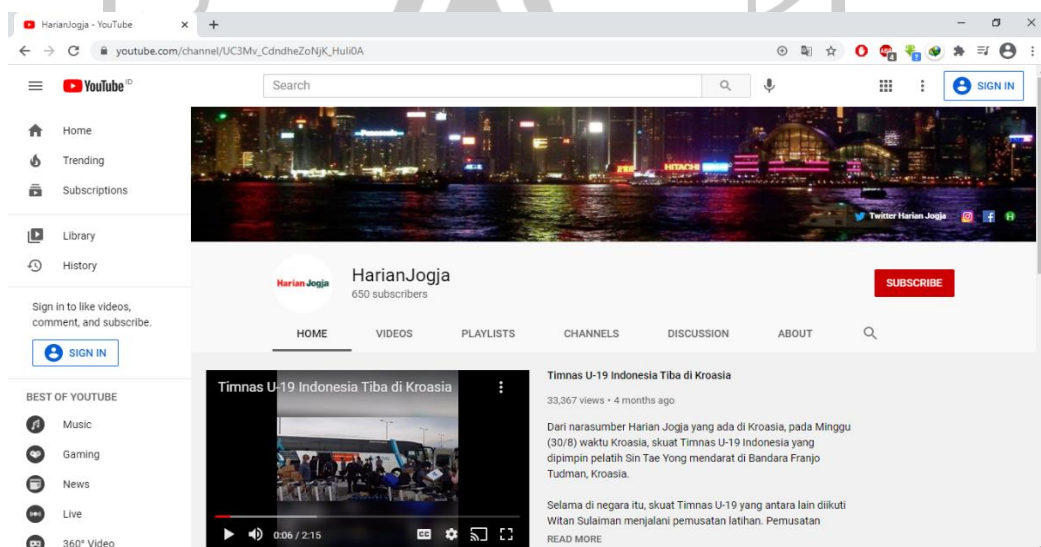 HarianJogja - YouTube
youtube.com/channel/UC3Mv_CdndheZoNjK_Huli0A
YouTube ID
Search
SIGN IN
Home
Trending
Subscriptions
Library
History
Sign in to like videos,
comment, and subscribe.
SIGN IN
BEST OF YOUTUBE
Music
Gaming
News
Live
360° Video
Panasonic
HITACHI
Twitter Harian Jogja
Harian Jogja
HarianJogja
650 subscribers
SUBSCRIBE
HOME VIDEOS PLAYLISTS CHANNELS DISCUSSION ABOUT
Timnas U-19 Indonesia Tiba di Kroasia
0:06 / 2:15
Timnas U-19 Indonesia Tiba di Kroasia
33,367 views • 4 months ago
Dari narasumber Harian Jogja yang ada di Kroasia, pada Minggu
(30/8) waktu Kroasia, skuat Timnas U-19 Indonesia yang
dipimpin pelatih Sin Tae Yong mendarat di Bandara Franjo
Tudman, Kroasia.
Selama di negara itu, skuat Timnas U-19 yang antara lain diikuti
Witan Sulaiman menjalani pemusatan latihan. Pemusatan
READ MORE